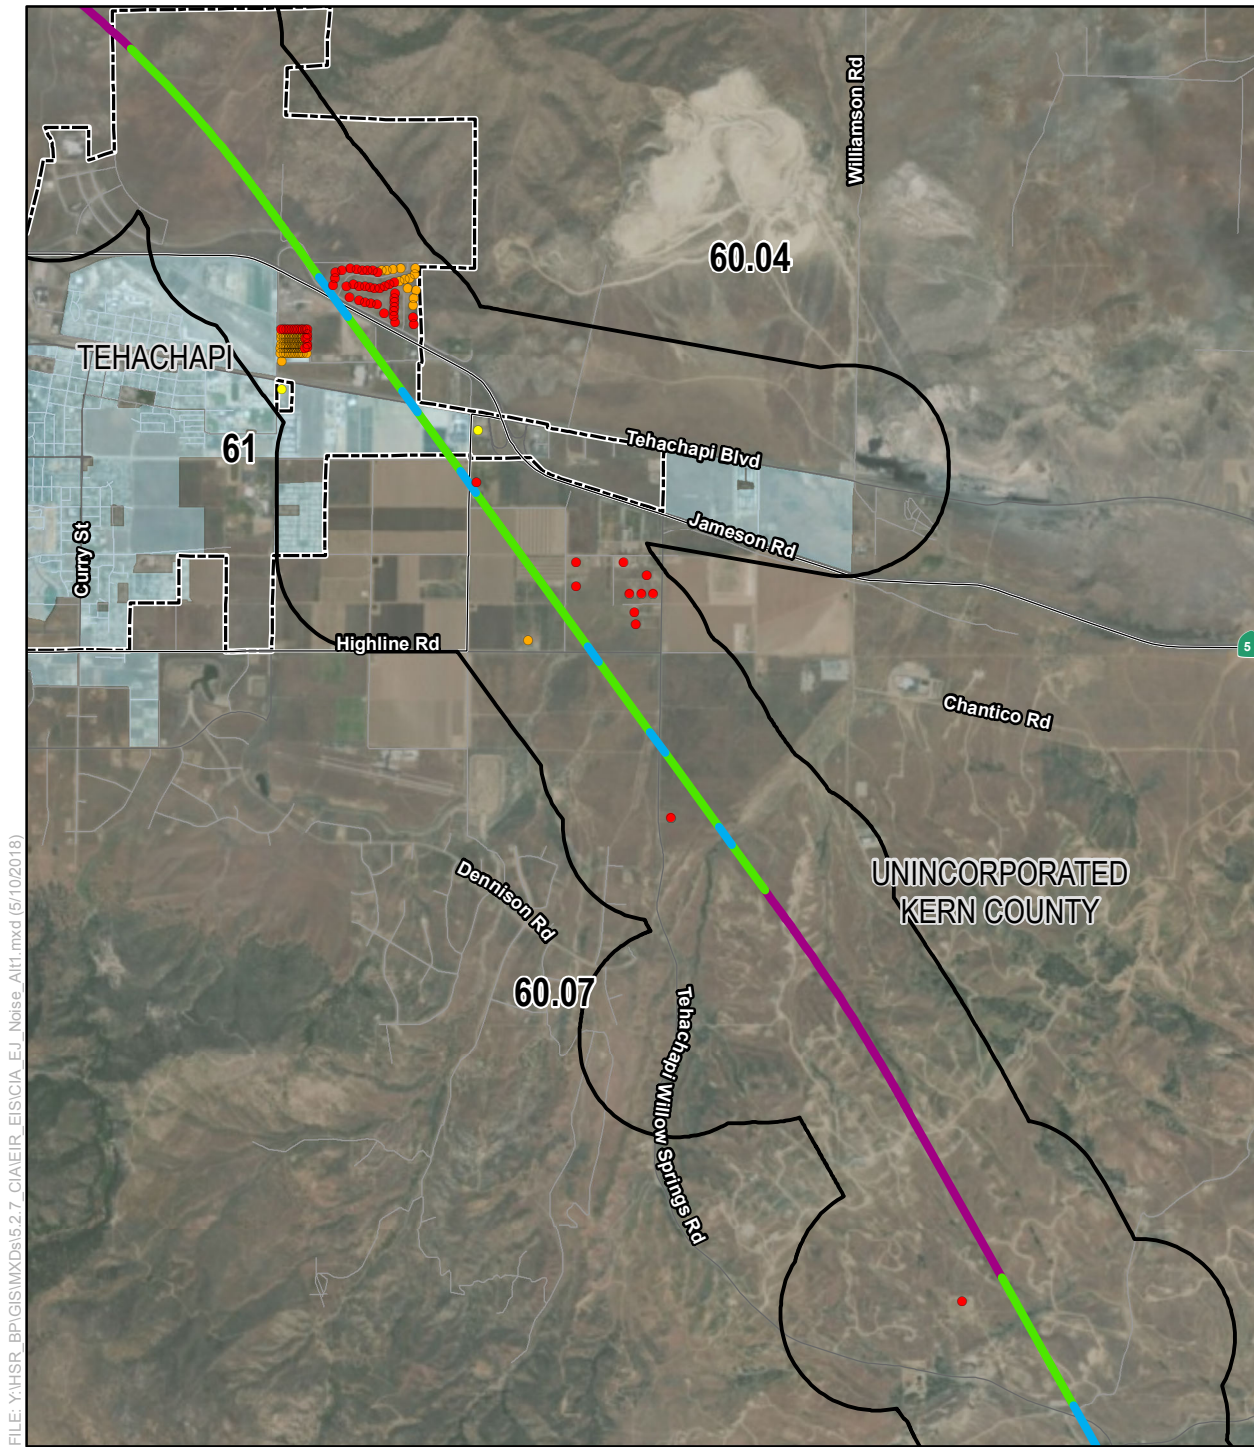 Williamson Rd
60.04
TEHACHAPI
61
Tehachapi Blvd
Jameson Rd
Curry St
Highline Rd
5
Chantico Rd
Dennison Rd
UNINCORPORATED
KERN COUNTY
60.07
Tehachapi Willow Springs Rd
FILE: Y:\HSR_BP\GIS\MXDs\5.2.7_CIA\EIR_EIS\CIA_EJ_Noise_Alt1.mxd (5/10/2018)